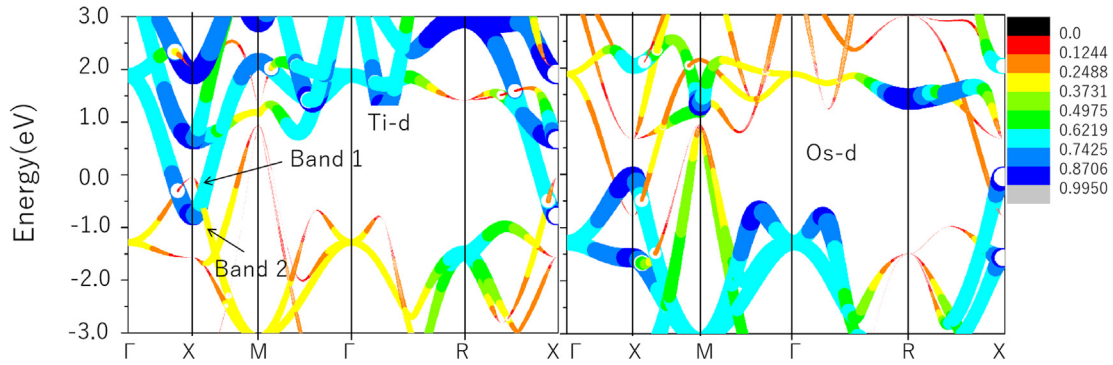 Energy(eV)
3.0
2.0
1.0
0.0
-1.0
-2.0
-3.0
Ti-d
Band 1
Band 2
Γ X M Γ R X
Os-d
Γ X M Γ R X
0.0
0.1244
0.2488
0.3731
0.4975
0.6219
0.7425
0.8706
0.9950